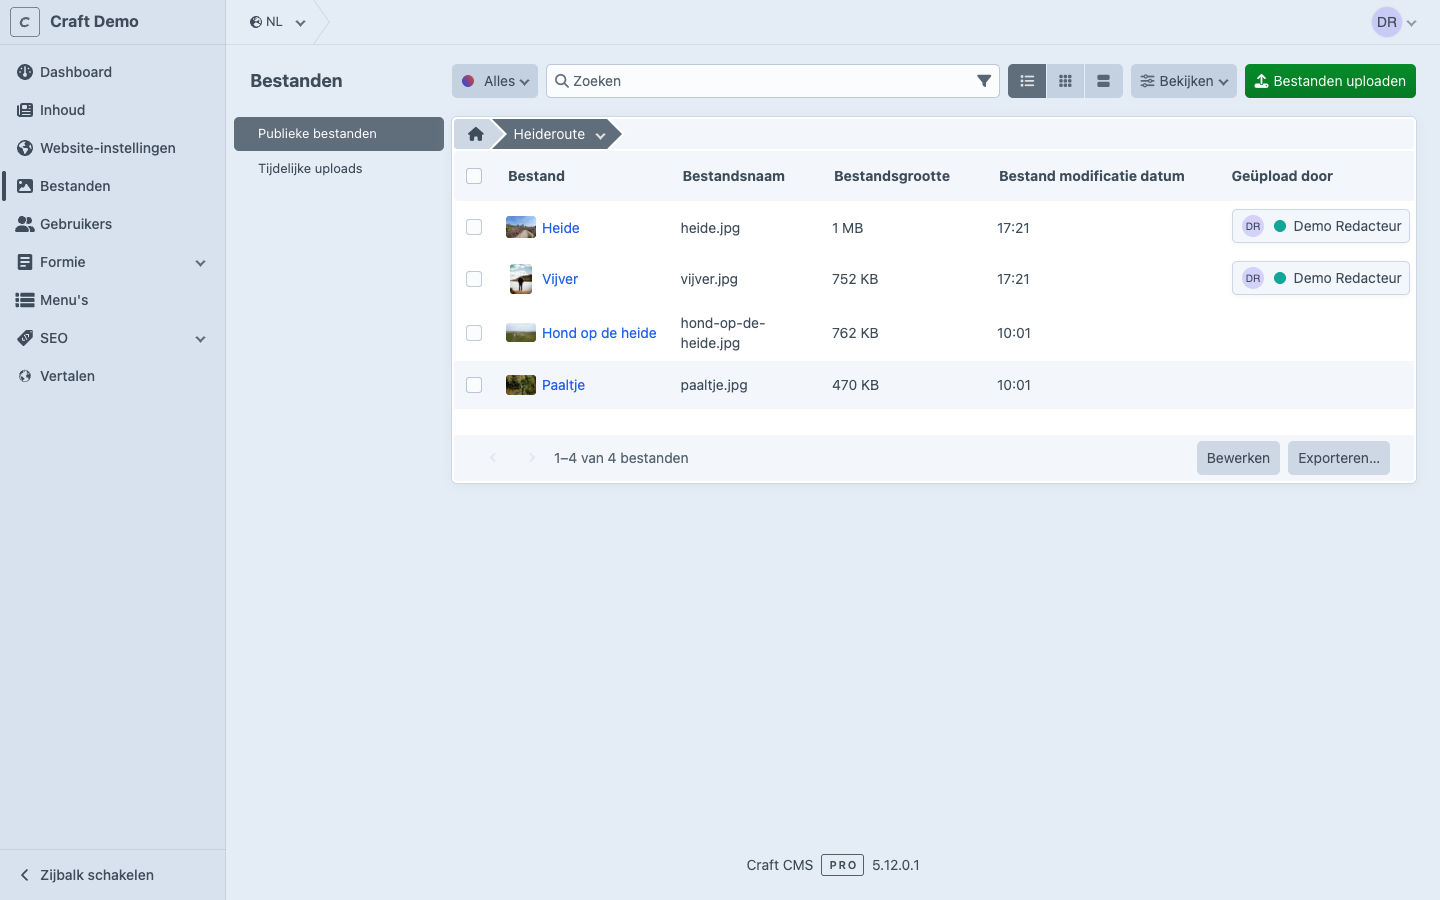 C Craft Demo
NL
DR
Dashboard
Inhoud
Website-instellingen
Bestanden
Gebruikers
Formie
Menu's
SEO
Vertalen
Zijbalk schakelen
Bestanden
Alles
Zoeken
Bekijken
Bestanden uploaden
Publieke bestanden
Tijdelijke uploads
Heideroute
Bestand Bestandsnaam Bestandsgrootte Bestand modificatie datum Geüpload door
Heide heide.jpg 1 MB 17:21 DR Demo Redacteur
Vijver vijver.jpg 752 KB 17:21 DR Demo Redacteur
Hond op de heide hond-op-de-
heide.jpg 762 KB 10:01
Paaltje paaltje.jpg 470 KB 10:01
1–4 van 4 bestanden
Bewerken
Exporteren…
Craft CMS PRO 5.12.0.1